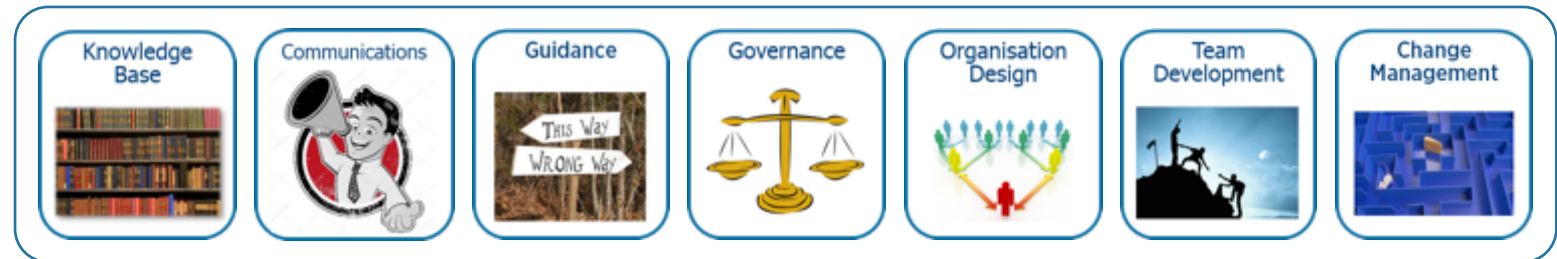 Knowledge
Base
Communications
Guidance
THIS WAY
WRONG WAY
Governance
Organisation
Design
Team
Development
Change
Management